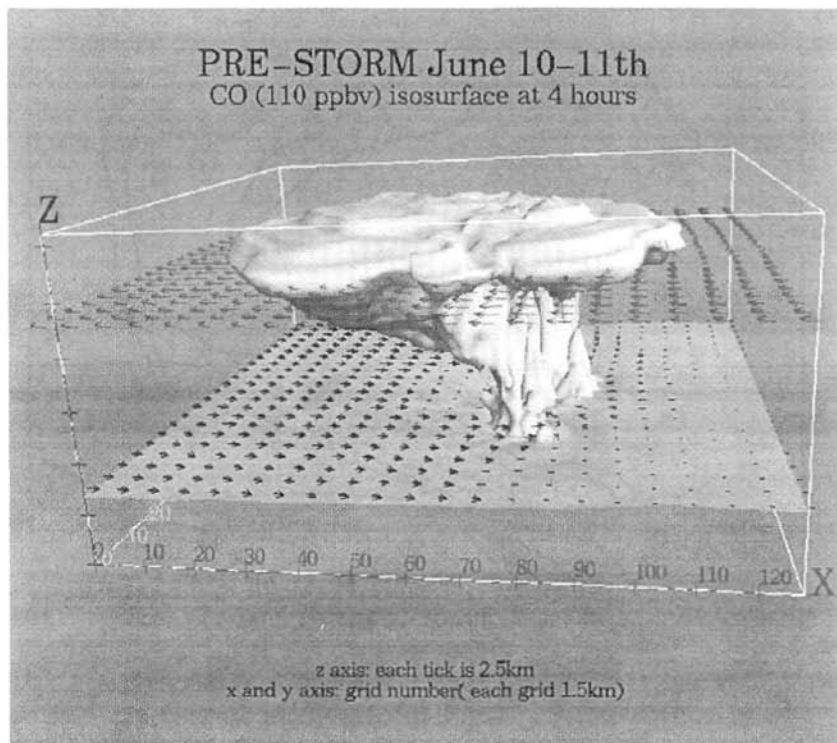 PRE-STORM June 10-11th
CO (110 ppbv) isosurface at 4 hours
Z
0 10 20 30 40 50 60 70 80 90 100 110 120 X
z axis: each tick is 2.5km
x and y axis: grid number( each grid 1.5km)